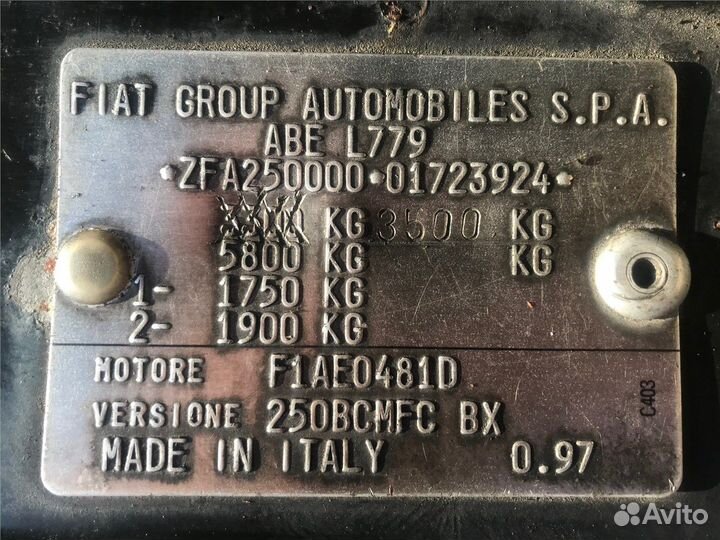 FIAT GROUP AUTOMOBILES S.P.A.
ABE L779
*ZFA250000*01723924*
KG 3500 KG
5800 KG KG
1- 1750 KG
2- 1900 KG
MOTORE F1AE0481D
VERSIONE 250BCMFC BX
MADE IN ITALY 0.97
C403
Avito